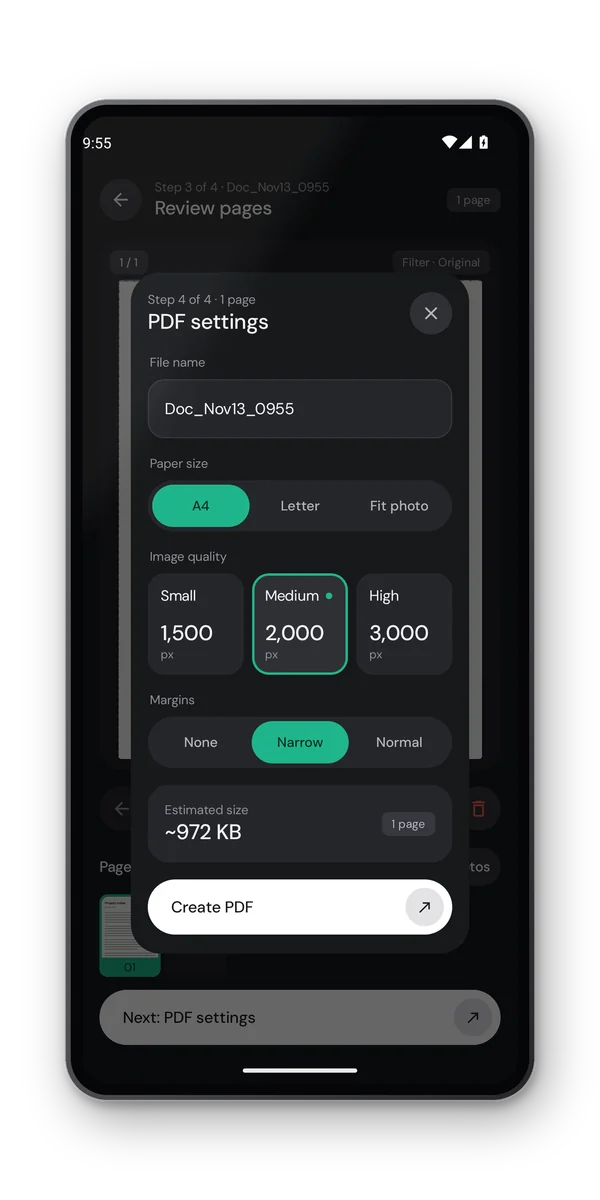 9:55
Step 3 of 4 · Doc_Nov13_0955
Review pages
1 page
1 / 1
Filter · Original
Step 4 of 4 · 1 page
PDF settings
File name
Doc_Nov13_0955
Paper size
A4
Letter
Fit photo
Image quality
Small
Medium
High
1,500
2,000
3,000
px
px
px
Margins
None
Narrow
Normal
Estimated size
~972 KB
1 page
Create PDF
01
Next: PDF settings